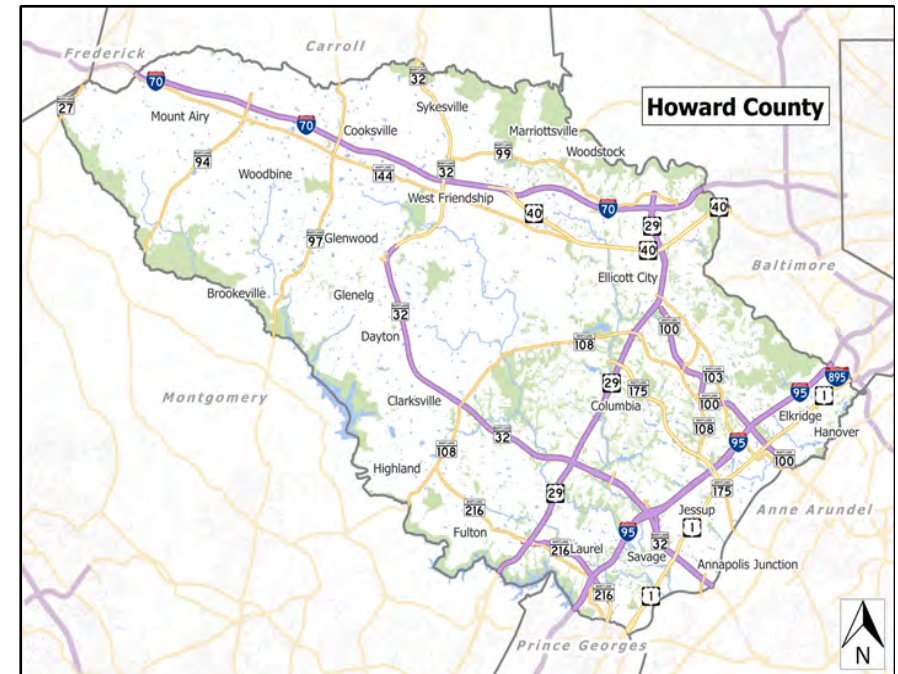 Frederick
Carroll
Howard County
70
32
27
Mount Airy
Sykesville
70
Cooksville
Marriottsville
94
99
Woodstock
144
32
Woodbine
West Friendship
40
70
40
29
97
Glenwood
40
Ellicott City
Baltimore
Brookeville
Glenelg
32
100
Dayton
108
103
895
29
175
95
Montgomery
Clarksville
Columbia
100
1
Elkridge
108
Hanover
32
95
108
100
Highland
175
29
Anne Arundel
216
Jessup
Fulton
95
1
216
Laurel
32
Savage
Annapolis Junction
216
1
Prince Georges
N